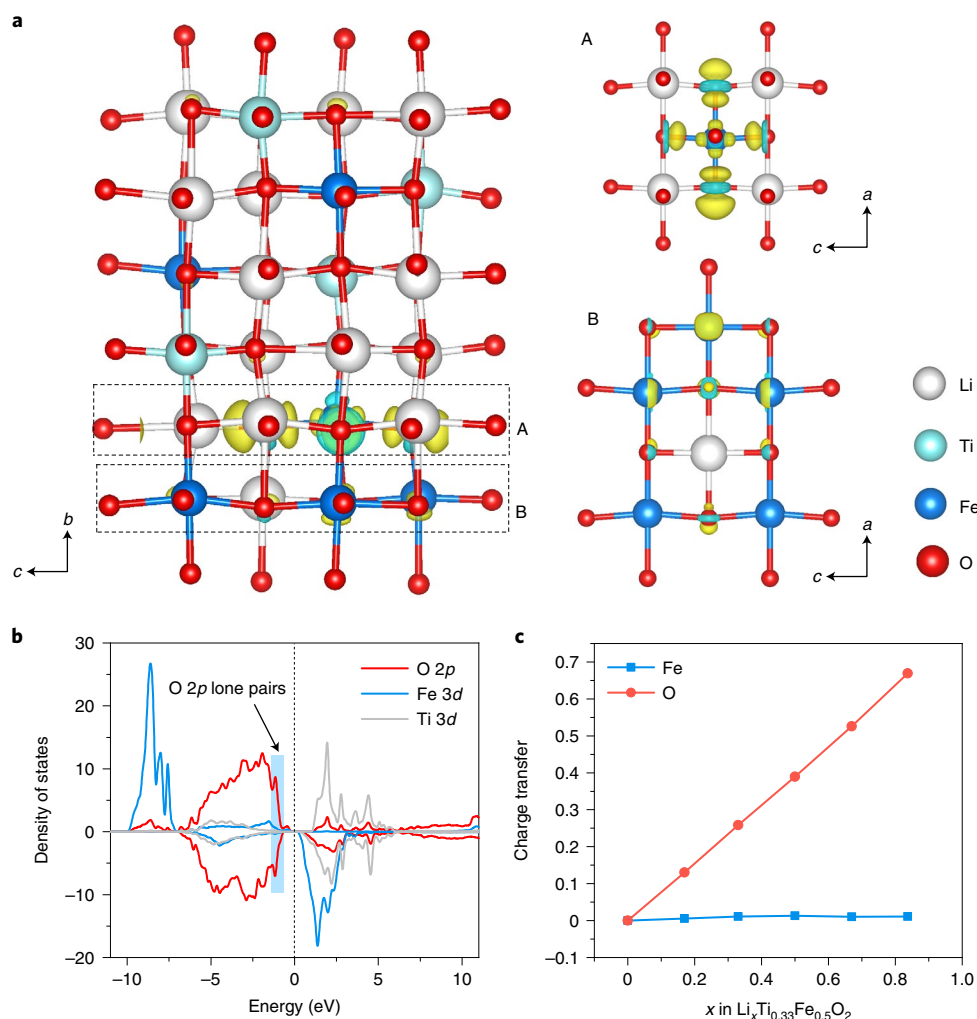 a
A
B
b
c
A
a
c
B
a
c
Li
Ti
Fe
O
b
30
20
10
0
–10
–20
Density of states
O 2p lone pairs
O 2p
Fe 3d
Ti 3d
–10
–5
0
5
10
Energy (eV)
c
0.7
0.6
0.5
0.4
0.3
0.2
0.1
0
–0.1
Charge transfer
Fe
O
0
0.2
0.4
0.6
0.8
1.0
x in LixTi0.33Fe0.5O2